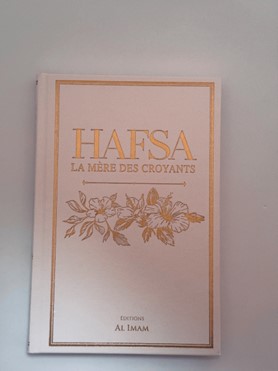 HAFSA
LA MÈRE DES CROYANTS
EDITIONS
AL IMAM